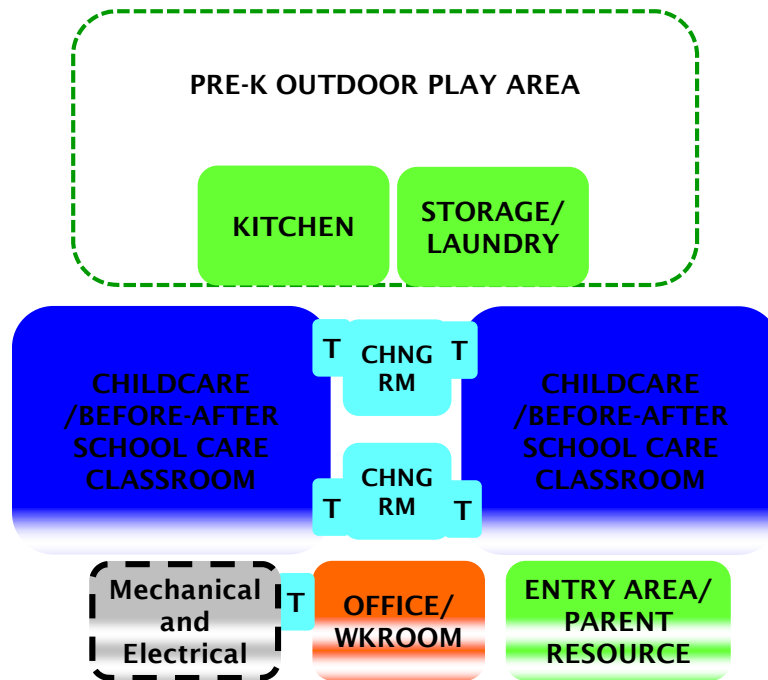 PRE-K OUTDOOR PLAY AREA
KITCHEN
STORAGE/
LAUNDRY
CHILDCARE
/BEFORE-AFTER
SCHOOL CARE
CLASSROOM
T
CHNG
RM
T
T
CHNG
RM
T
CHILDCARE
/BEFORE-AFTER
SCHOOL CARE
CLASSROOM
Mechanical
and
Electrical
T
OFFICE/
WKROOM
ENTRY AREA/
PARENT
RESOURCE